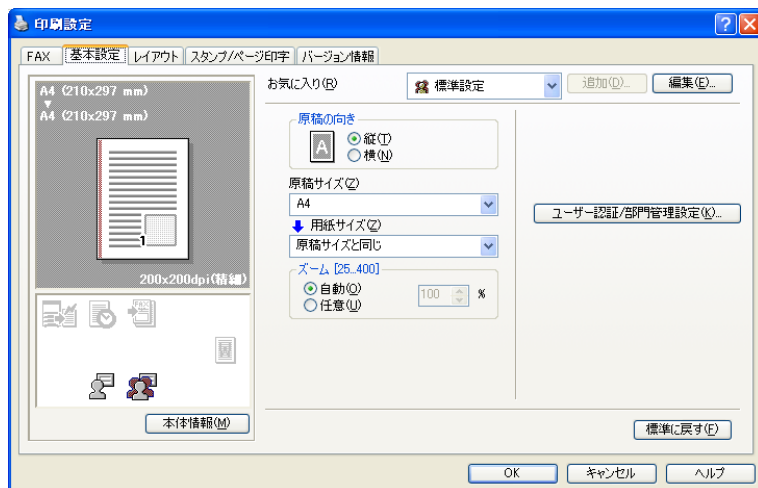 印刷設定
FAX 基本設定 レイアウト スタンプ/ページ印字 バージョン情報
A4 (210x297 mm)
A4 (210x297 mm)
1
200x200dpi(精細)
本体情報(M)
お気に入り(R) 標準設定 追加(D)... 編集(E)...
原稿の向き
A
縦(T)
横(N)
原稿サイズ(Z)
A4
用紙サイズ(Z)
原稿サイズと同じ
ズーム [25...400]
自動(O)
任意(U)
100 %
ユーザー認証/部門管理設定(K)...
標準に戻す(F)
OK キャンセル ヘルプ